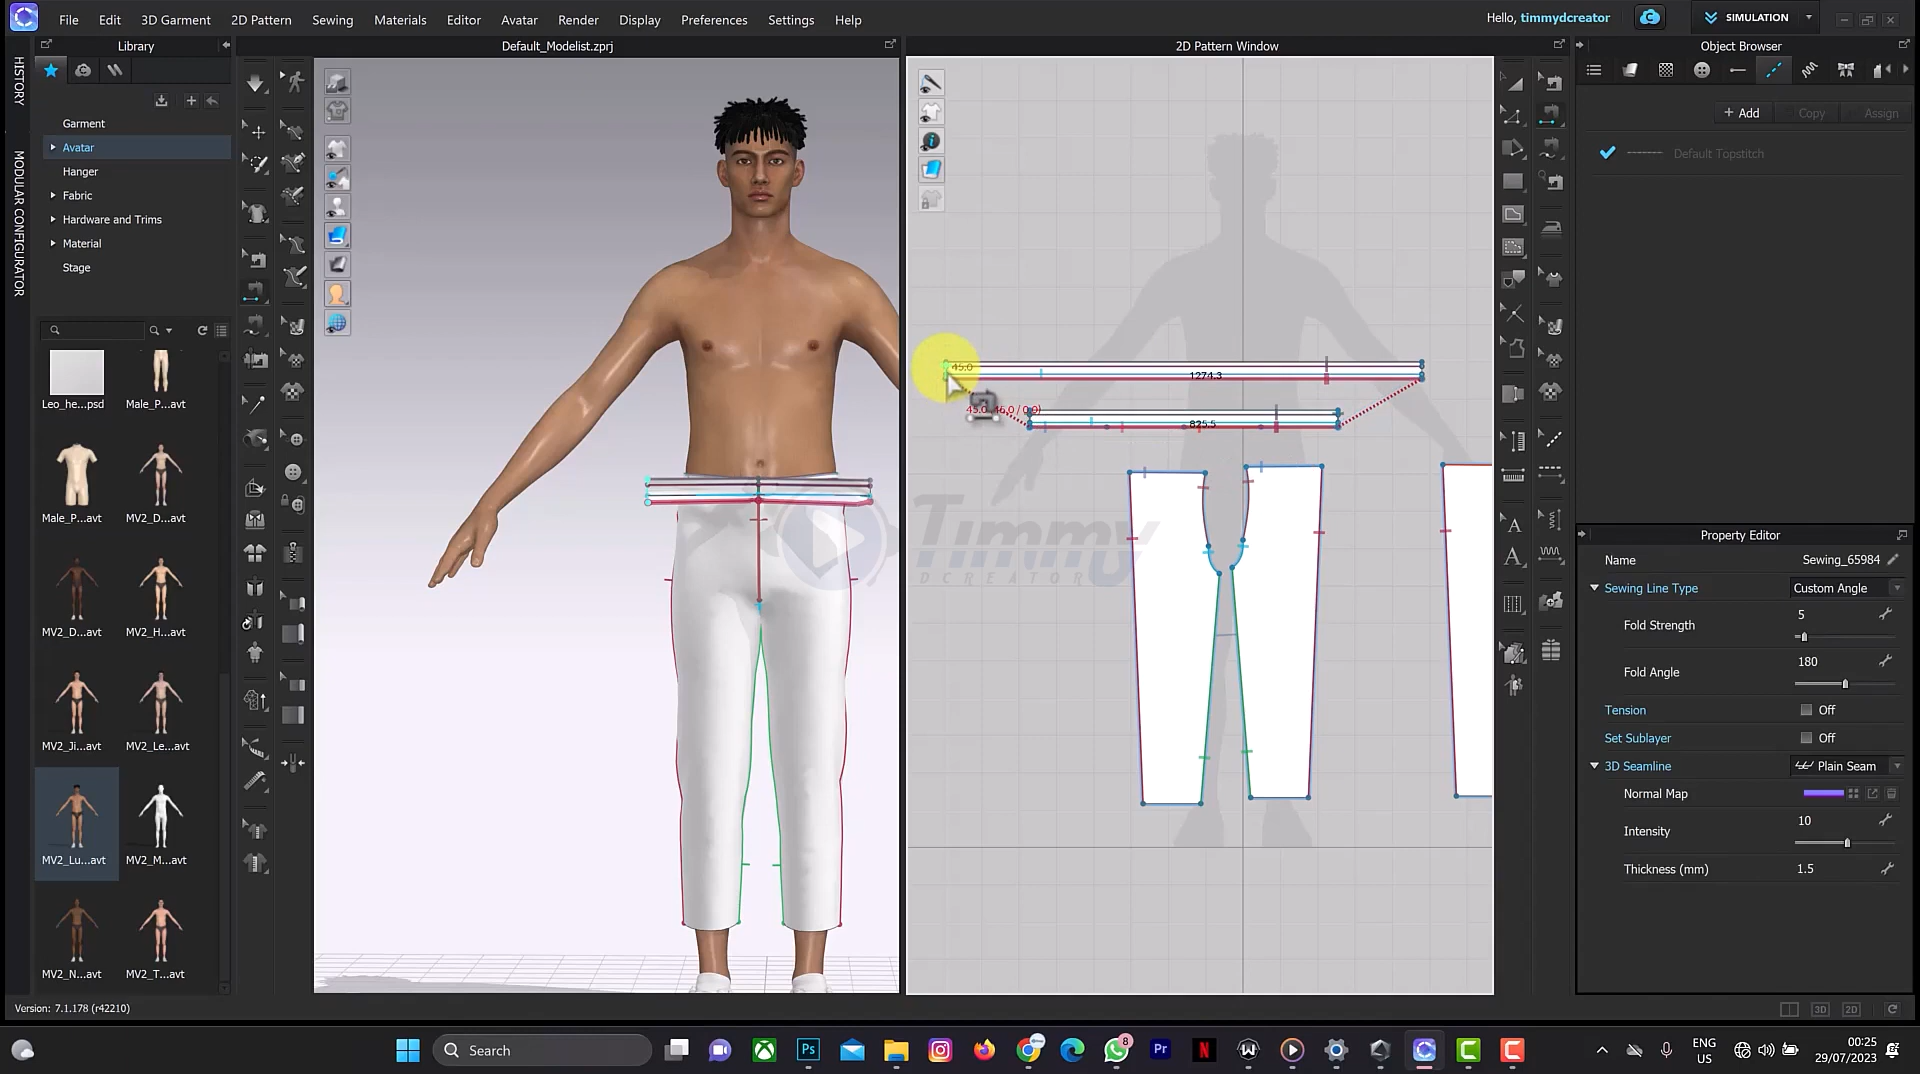 File Edit 3D Garment 2D Pattern Sewing Materials Editor Avatar Render Display Preferences Settings Help
Hello, timmydcreator
SIMULATION
HISTORY
MODULAR CONFIGURATOR
Library
Default_Modelist.zprj
2D Pattern Window
Object Browser
Garment
Avatar
Hanger
Fabric
Hardware and Trims
Material
Stage
Leo_he...psd Male_P...avt
Male_P...avt MV2_D...avt
MV2_D...avt MV2_H...avt
MV2_Ji...avt MV2_Le...avt
MV2_Lu...avt MV2_M...avt
MV2_N...avt MV2_T...avt
45.0
1274.3
825.5
Timmy
DCREATOR
+ Add Copy Assign
Default Topstitch
Property Editor
Name Sewing_65984
Sewing Line Type Custom Angle
Fold Strength 5
Fold Angle 180
Tension Off
Set Sublayer Off
3D Seamline Plain Seam
Normal Map
Intensity 10
Thickness (mm) 1.5
Version: 7.1.178 (r42210)
3D 2D
Search
Ps
8
Pr
N
ENG
US
00:25
29/07/2023